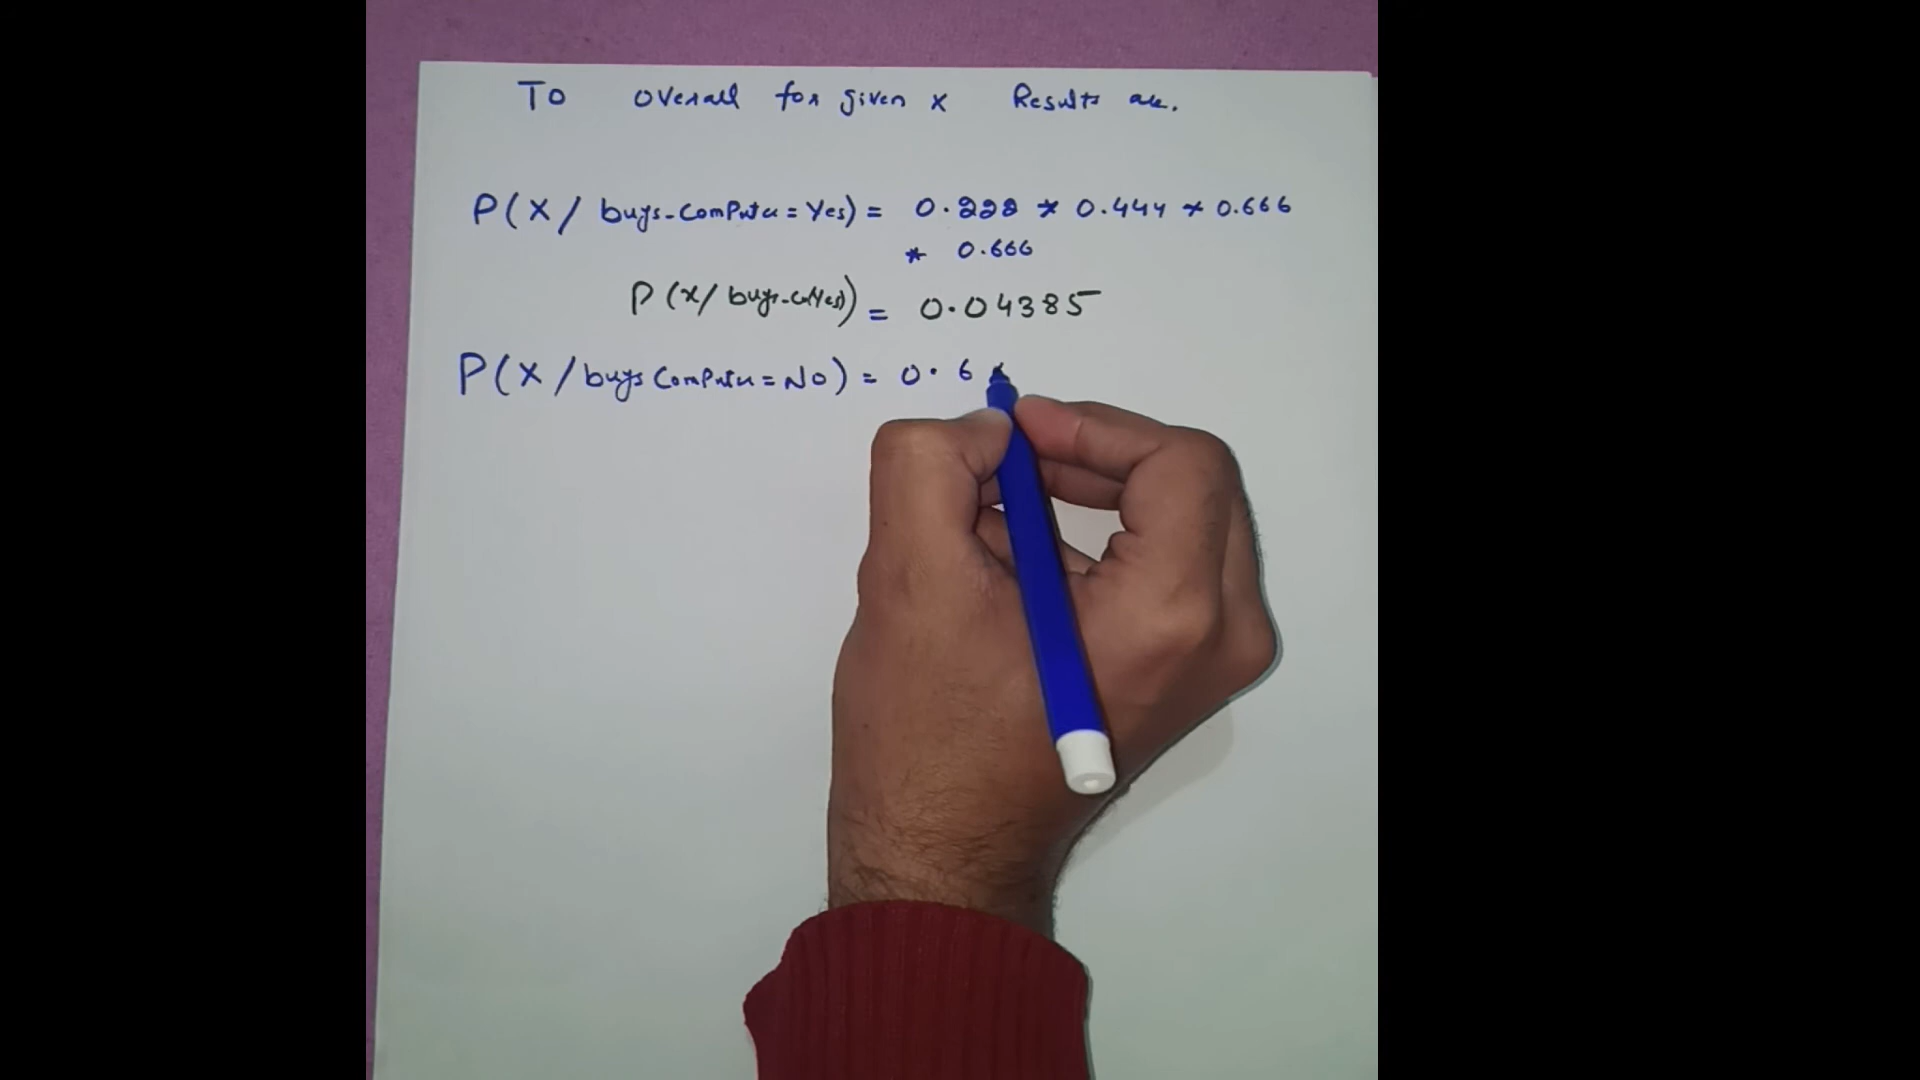 To overall for given x Results are.
P(X/ buys-computer = Yes) = 0.222 * 0.444 * 0.666
* 0.666
P(x/ buys-c(Yes)) = 0.04385
P(X/buys computer = No) = 0.6